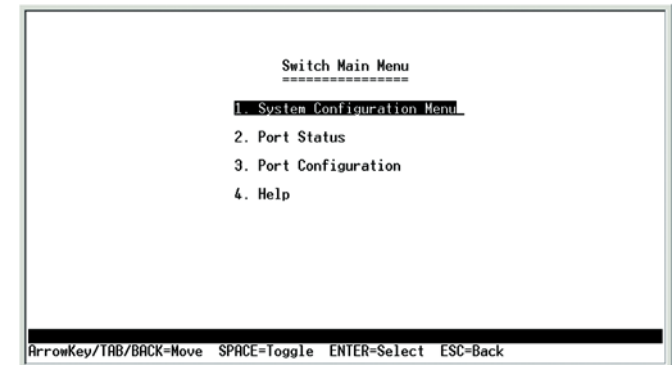 Switch Main Menu
================
1. System Configuration Menu
2. Port Status
3. Port Configuration
4. Help
ArrowKey/TAB/BACK=Move SPACE=Toggle ENTER=Select ESC=Back